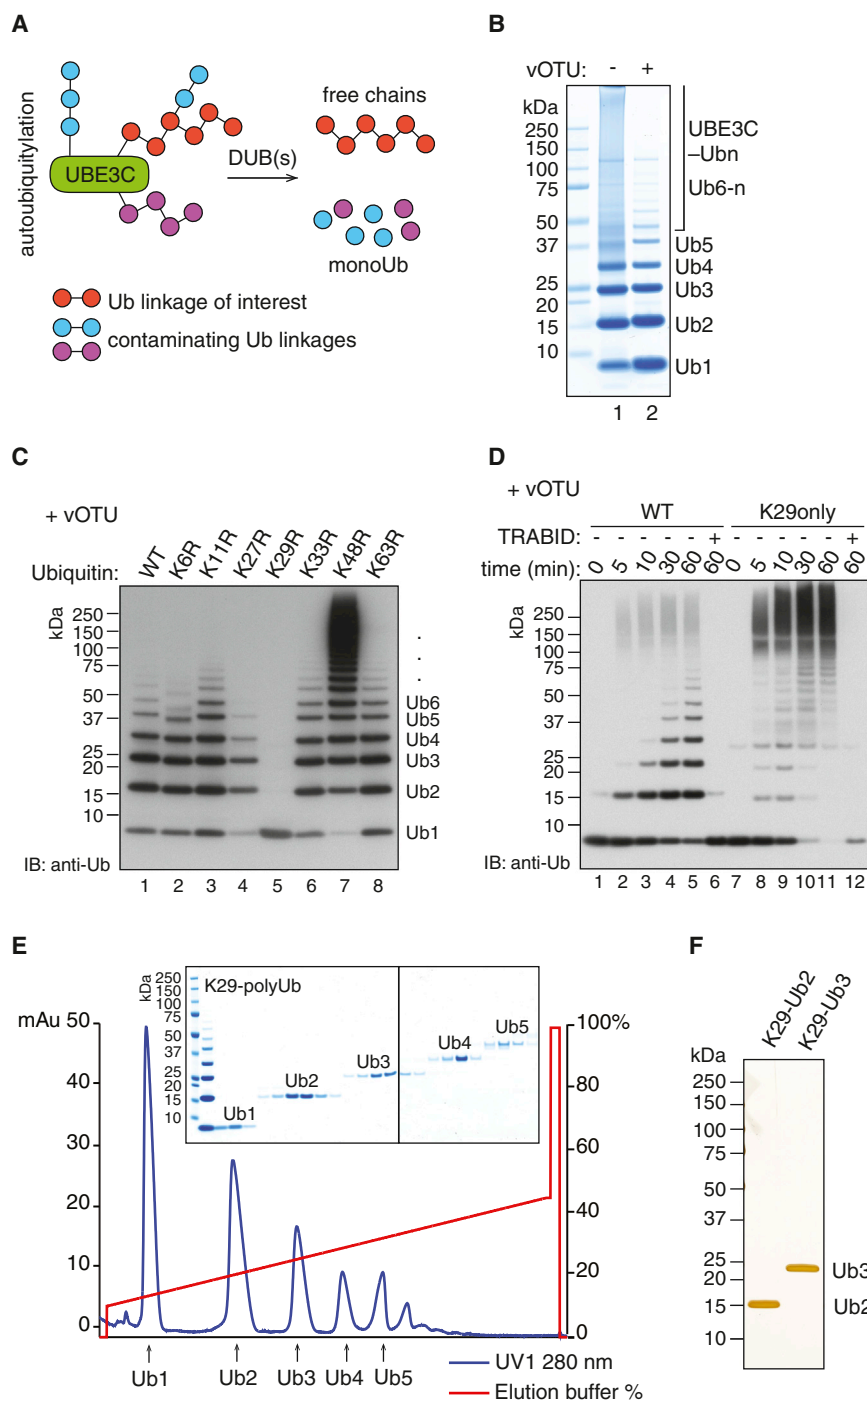 A
autoubiquitylation
UBE3C
DUB(s)
free chains
monoUb
Ub linkage of interest
contaminating Ub linkages
B
vOTU: - +
kDa
250
150
100
75
50
37
25
20
15
10
UBE3C
–Ubn
Ub6-n
Ub5
Ub4
Ub3
Ub2
Ub1
1 2
C
+ vOTU
Ubiquitin: WT K6R K11R K27R K29R K33R K48R K63R
kDa
250
150
100
75
50
37
25
20
15
10
.
.
.
Ub6
Ub5
Ub4
Ub3
Ub2
Ub1
IB: anti-Ub
1 2 3 4 5 6 7 8
D
+ vOTU
WT K29only
TRABID: - - - - - + - - - - - +
time (min): 0 5 10 30 60 60 0 5 10 30 60 60
kDa
250
150
100
75
50
37
25
20
15
10
IB: anti-Ub
1 2 3 4 5 6 7 8 9 10 11 12
E
mAu 50
40
30
20
10
0
kDa
250
150
100
75
50
37
25
20
15
10
K29-polyUb
Ub1
Ub2
Ub3
Ub4
Ub5
100%
80
60
40
20
0
Ub1 Ub2 Ub3 Ub4 Ub5
UV1 280 nm
Elution buffer %
F
K29-Ub2
K29-Ub3
kDa
250
150
100
75
50
37
25
20
15
10
Ub3
Ub2